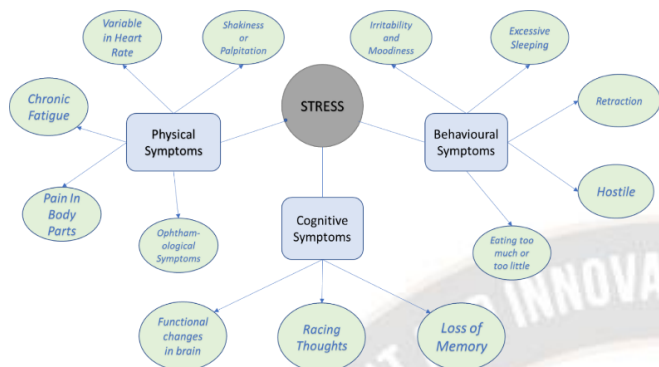 Variable
in Heart
Rate
Shakiness
or
Palpitation
Irritability
and
Moodiness
Excessive
Sleeping
STRESS
Chronic
Fatigue
Physical
Symptoms
Behavioural
Symptoms
Retraction
Pain In
Body
Parts
Ophtham-
ological
Symptoms
Cognitive
Symptoms
Hostile
Eating too
much or
too little
Functional
changes
in brain
Racing
Thoughts
Loss of
Memory
INNOVA